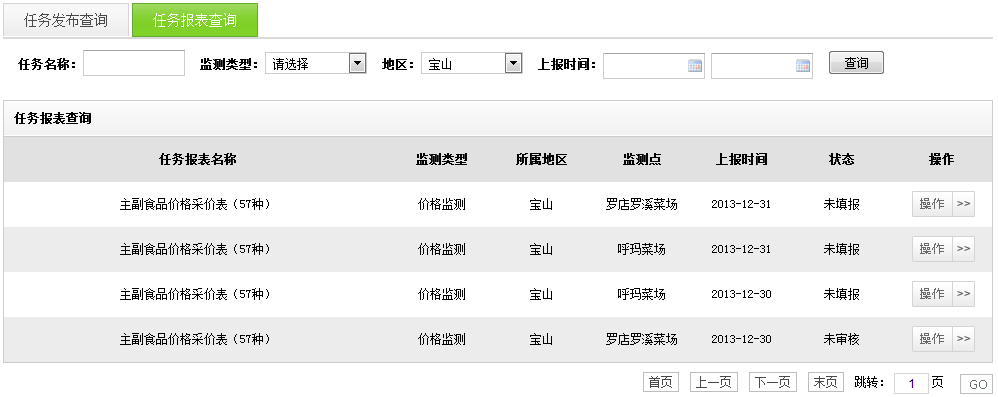 任务发布查询 任务报表查询
任务名称: 监测类型: 请选择 地区: 宝山 上报时间: 查询
任务报表查询
任务报表名称 监测类型 所属地区 监测点 上报时间 状态 操作
主副食品价格采价表（57种） 价格监测 宝山 罗店罗溪菜场 2013-12-31 未填报 操作 >>
主副食品价格采价表（57种） 价格监测 宝山 呼玛菜场 2013-12-31 未填报 操作 >>
主副食品价格采价表（57种） 价格监测 宝山 呼玛菜场 2013-12-30 未填报 操作 >>
主副食品价格采价表（57种） 价格监测 宝山 罗店罗溪菜场 2013-12-30 未审核 操作 >>
首页 上一页 下一页 末页 跳转: 1 页 GO